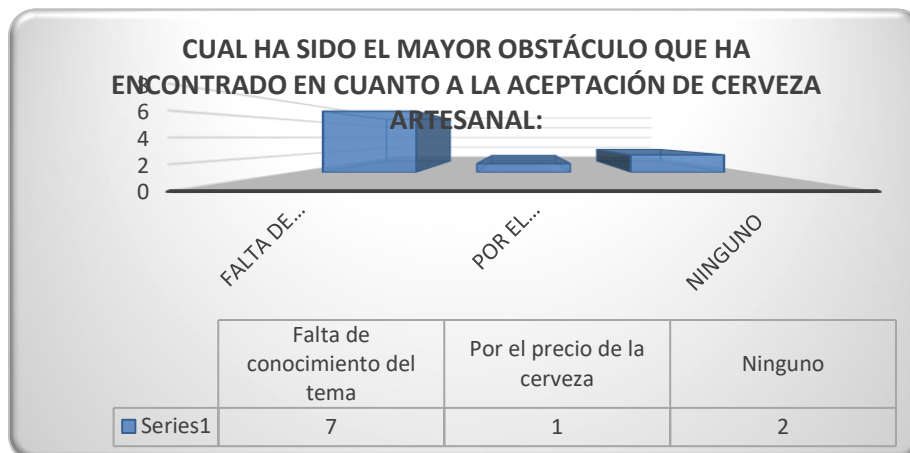 CUAL HA SIDO EL MAYOR OBSTÁCULO QUE HA
ENCONTRADO EN CUANTO A LA ACEPTACIÓN DE CERVEZA
ARTESANAL:
8
6
4
2
0
FALTA DE...
POR EL...
NINGUNO
Falta de
conocimiento del
tema
Por el precio de la
cerveza
Ninguno
Series1 7 1 2